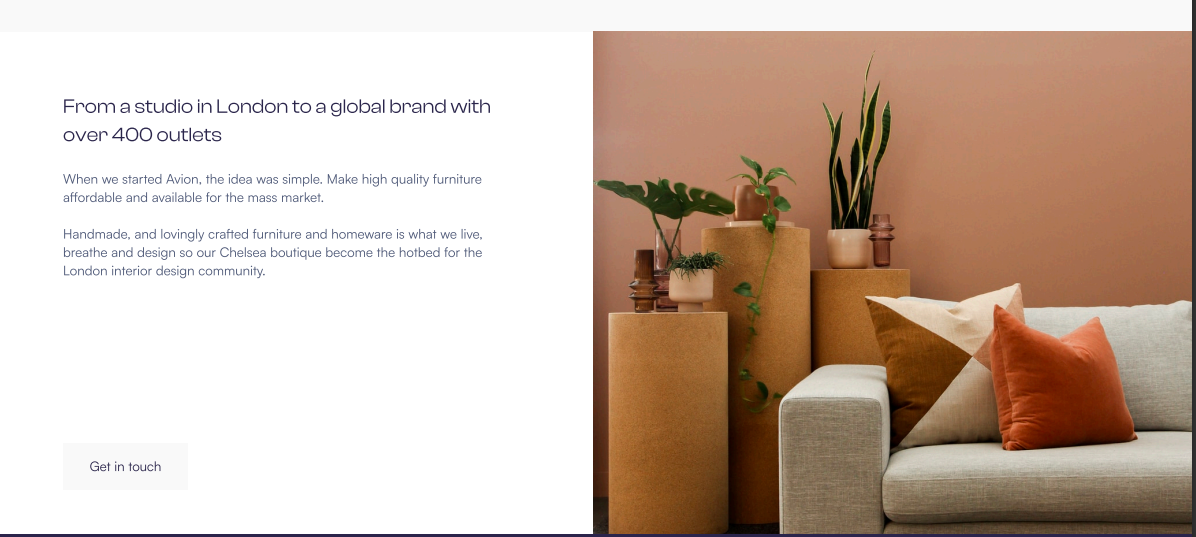 From a studio in London to a global brand with
over 400 outlets
When we started Avion, the idea was simple. Make high quality furniture
affordable and available for the mass market.
Handmade, and lovingly crafted furniture and homeware is what we live,
breathe and design so our Chelsea boutique become the hotbed for the
London interior design community.
Get in touch